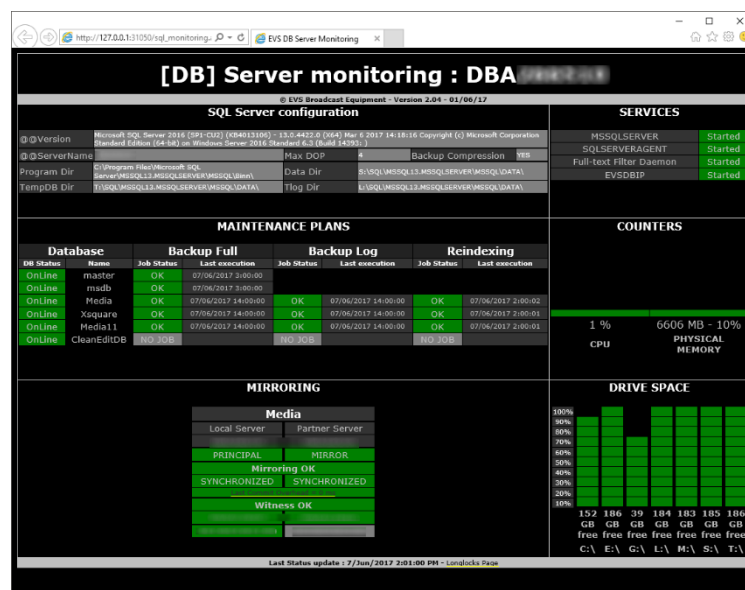 http://127.0.0.1:31050/sql_monitoring
EVS DB Server Monitoring
[DB] Server monitoring : DBA
© EVS Broadcast Equipment - Version 2.04 - 01/06/17
SQL Server configuration
@@Version Microsoft SQL Server 2016 (SP1-CU2) (KB4013106) - 13.0.4422.0 (X64) Mar 6 2017 14:18:16 Copyright (c) Microsoft Corporation
Standard Edition (64-bit) on Windows Server 2016 Standard 6.3 (Build 14393: )
@@ServerName Max DOP 4 Backup Compression YES
Program Dir C:\Program Files\Microsoft SQL
Server\MSSQL13.MSSQLSERVER\MSSQL\Binn\
Data Dir S:\SQL\MSSQL13.MSSQLSERVER\MSSQL\DATA\
TempDB Dir T:\SQL\MSSQL13.MSSQLSERVER\MSSQL\DATA\ Tlog Dir L:\SQL\MSSQL13.MSSQLSERVER\MSSQL\DATA\
SERVICES
MSSQLSERVER Started
SQLSERVERAGENT Started
Full-text Filter Daemon Started
EVSDBIP Started
MAINTENANCE PLANS
Database Backup Full Backup Log Reindexing
DB Status Name Job Status Last execution Job Status Last execution Job Status Last execution
OnLine master OK 07/06/2017 3:00:00
OnLine msdb OK 07/06/2017 3:00:00
OnLine Media OK 07/06/2017 14:00:00 OK 07/06/2017 14:00:00 OK 07/06/2017 2:00:02
OnLine Xsquare OK 07/06/2017 14:00:00 OK 07/06/2017 14:00:00 OK 07/06/2017 2:00:01
OnLine Media11 OK 07/06/2017 14:00:00 OK 07/06/2017 14:00:00 OK 07/06/2017 2:00:01
OnLine CleanEditDB NO JOB NO JOB NO JOB
COUNTERS
1 % 6606 MB - 10%
CPU PHYSICAL
MEMORY
MIRRORING
Media
Local Server Partner Server
PRINCIPAL MIRROR
Mirroring OK
SYNCHRONIZED SYNCHRONIZED
Witness OK
DRIVE SPACE
100%
90%
80%
70%
60%
50%
40%
30%
20%
10%
152 186 39 184 183 185 186
GB GB GB GB GB GB GB
free free free free free free free
C:\ E:\ G:\ L:\ M:\ S:\ T:\
Last Status update : 7/Jun/2017 2:01:00 PM - Longlocks Page